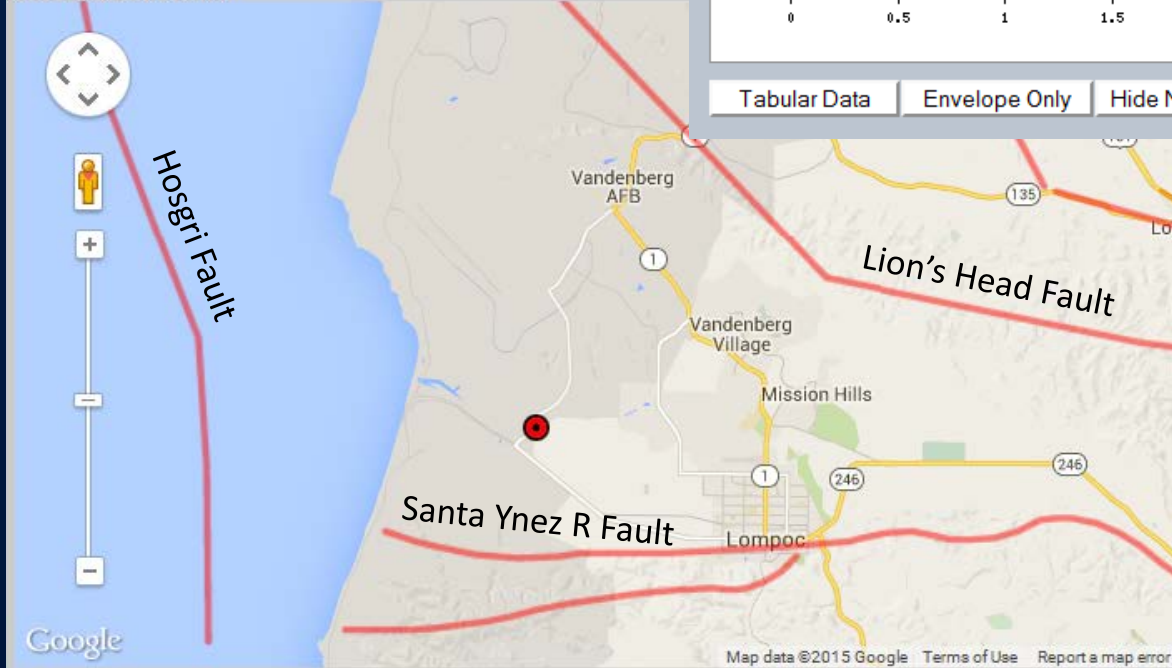 0 0.5 1 1.5
Tabular Data Envelope Only Hide
Vandenberg
AFB
135
Hosgri Fault
1
Lion's Head Fault
Vandenberg
Village
Mission Hills
246
1
246
Santa Ynez R Fault
Lompoc
Google
Map data ©2015 Google Terms of Use Report a map error